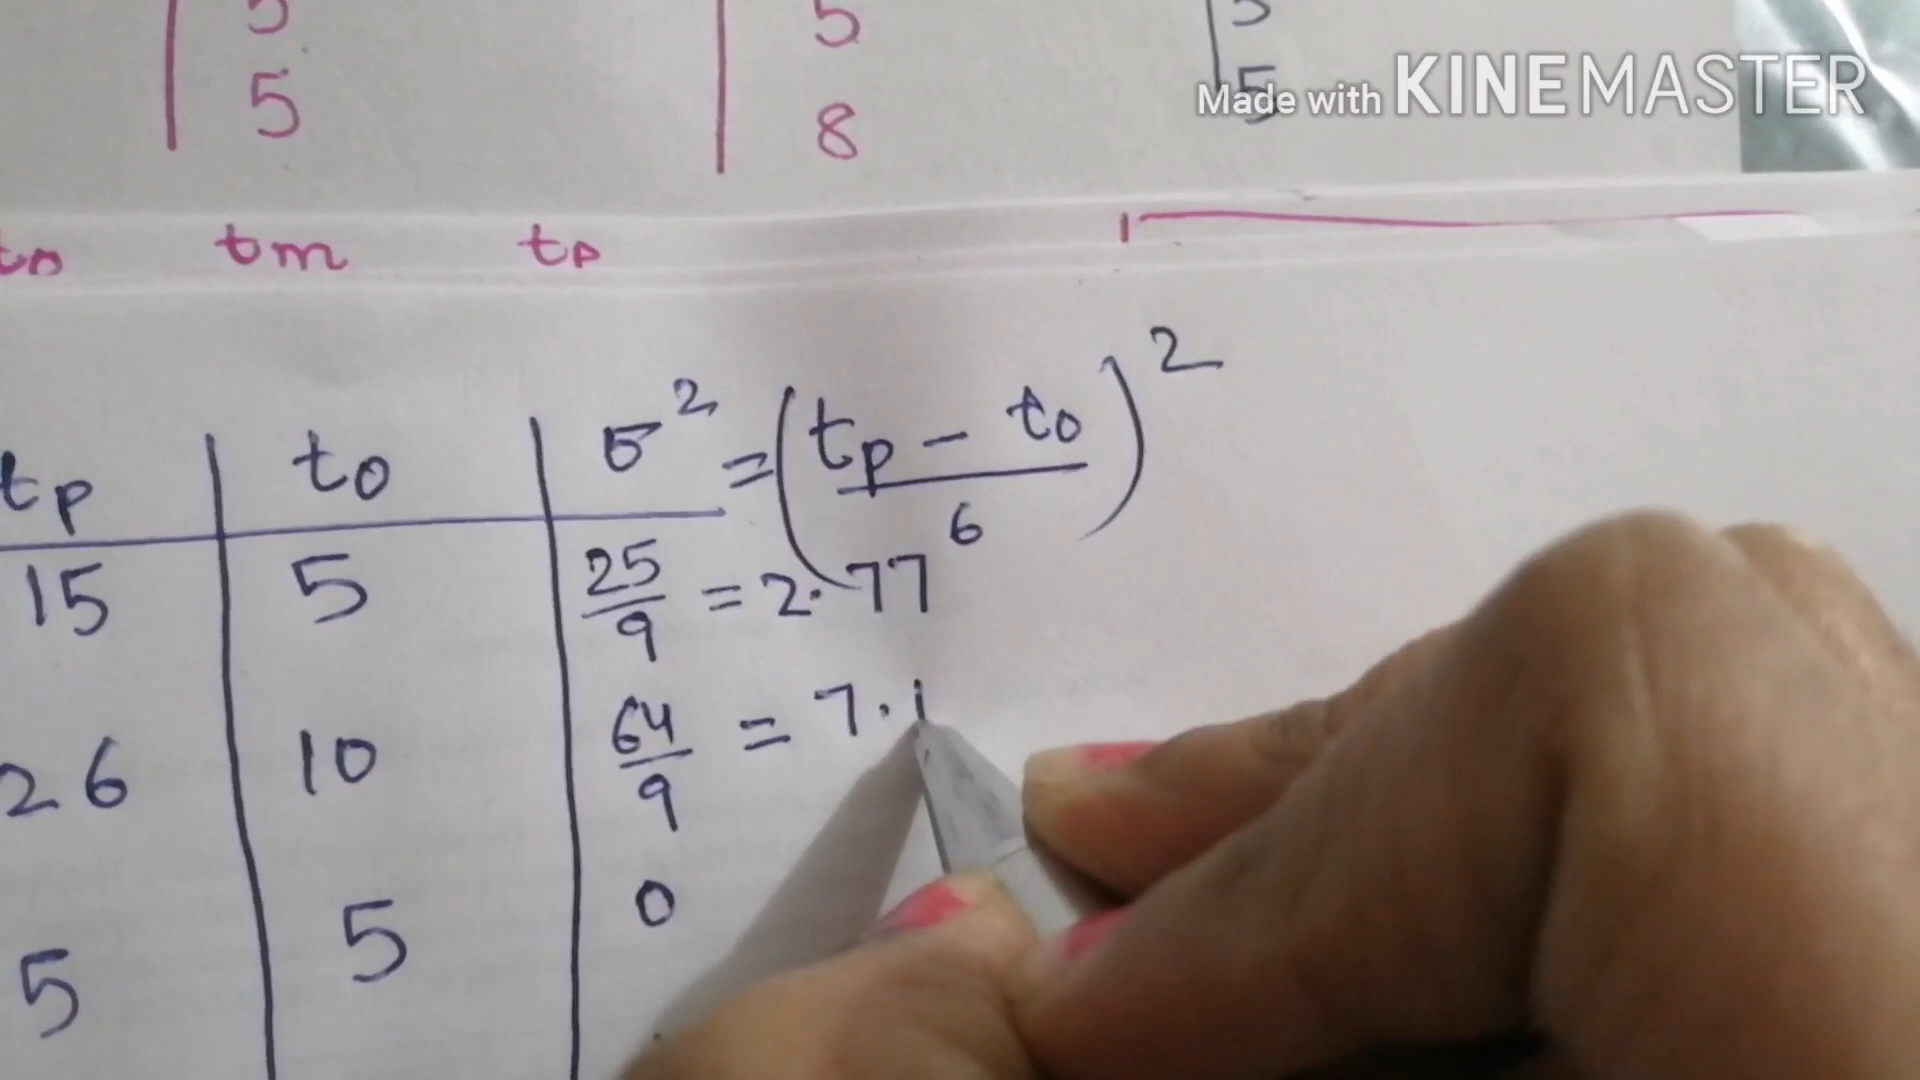 5 5 5
5 8 5
Made with KINEMASTER
to tm tp
tp to σ² = (tp - to / 6)²
15 5 25/9 = 2.77
26 10 64/9 = 7.1
5 5 0